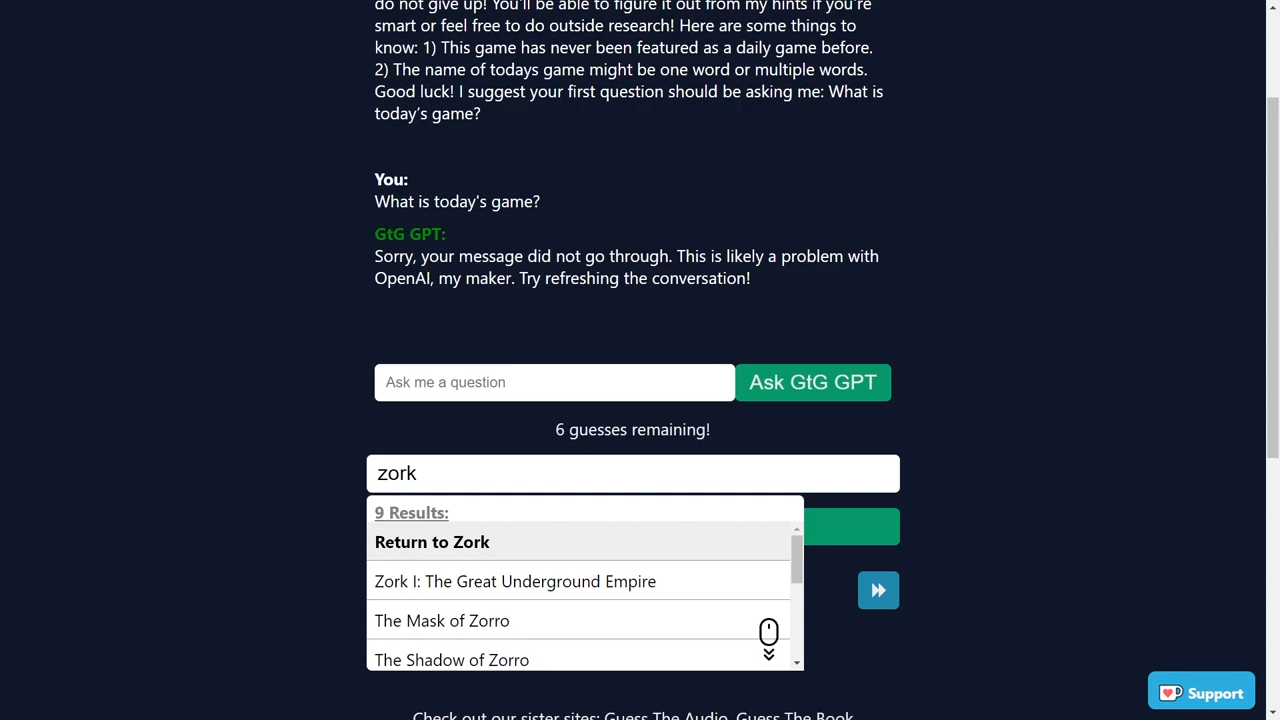 do not give up! You'll be able to figure it out from my hints if you're
smart or feel free to do outside research! Here are some things to
know: 1) This game has never been featured as a daily game before.
2) The name of todays game might be one word or multiple words.
Good luck! I suggest your first question should be asking me: What is
today's game?
You:
What is today's game?
GtG GPT:
Sorry, your message did not go through. This is likely a problem with
OpenAI, my maker. Try refreshing the conversation!
Ask me a question
Ask GtG GPT
6 guesses remaining!
zork
9 Results:
Return to Zork
Zork I: The Great Underground Empire
The Mask of Zorro
The Shadow of Zorro
Support
Check out our sister sites: Guess The Audio, Guess The Book